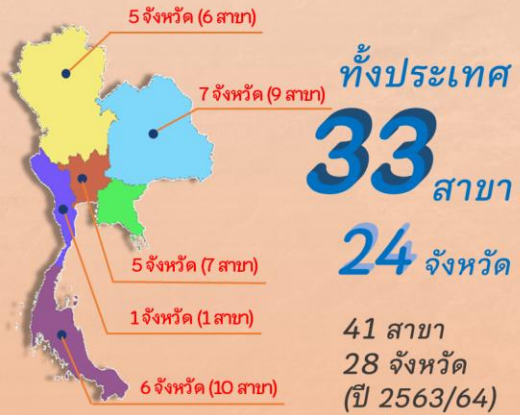 5 จังหวัด (6 สาขา)
7 จังหวัด (9 สาขา)
5 จังหวัด (7 สาขา)
1 จังหวัด (1 สาขา)
6 จังหวัด (10 สาขา)
ทั้งประเทศ
33 สาขา
24 จังหวัด
41 สาขา
28 จังหวัด
(ปี 2563/64)